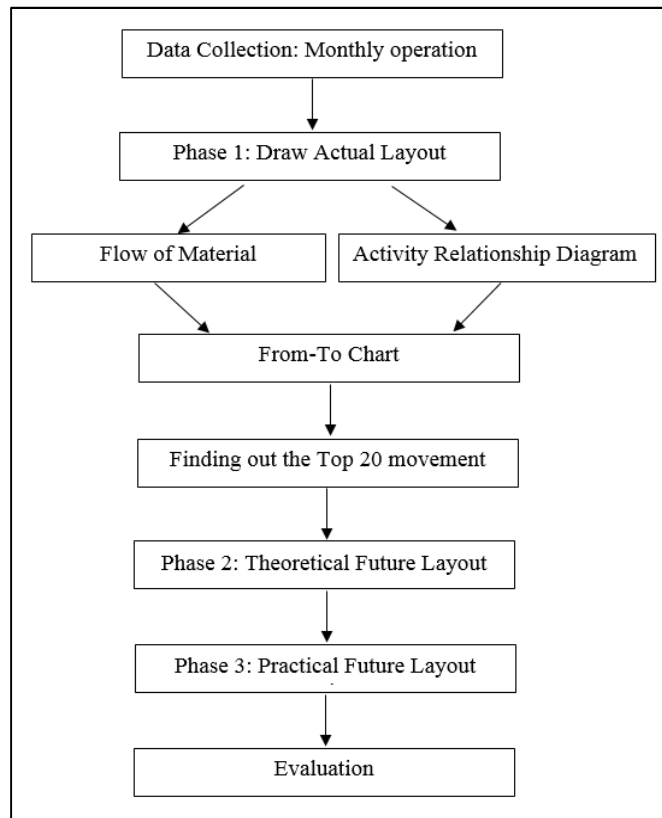 Data Collection: Monthly operation
Phase 1: Draw Actual Layout
Flow of Material
Activity Relationship Diagram
From-To Chart
Finding out the Top 20 movement
Phase 2: Theoretical Future Layout
Phase 3: Practical Future Layout
Evaluation